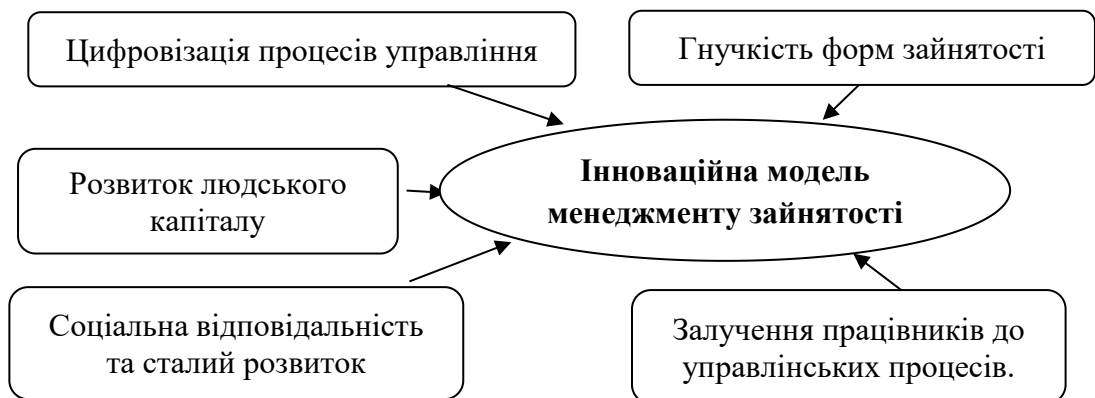 Цифровізація процесів управління
Гнучкість форм зайнятості
Інноваційна модель
менеджменту зайнятості
Розвиток людського
капіталу
Соціальна відповідальність
та сталий розвиток
Залучення працівників до
управлінських процесів.